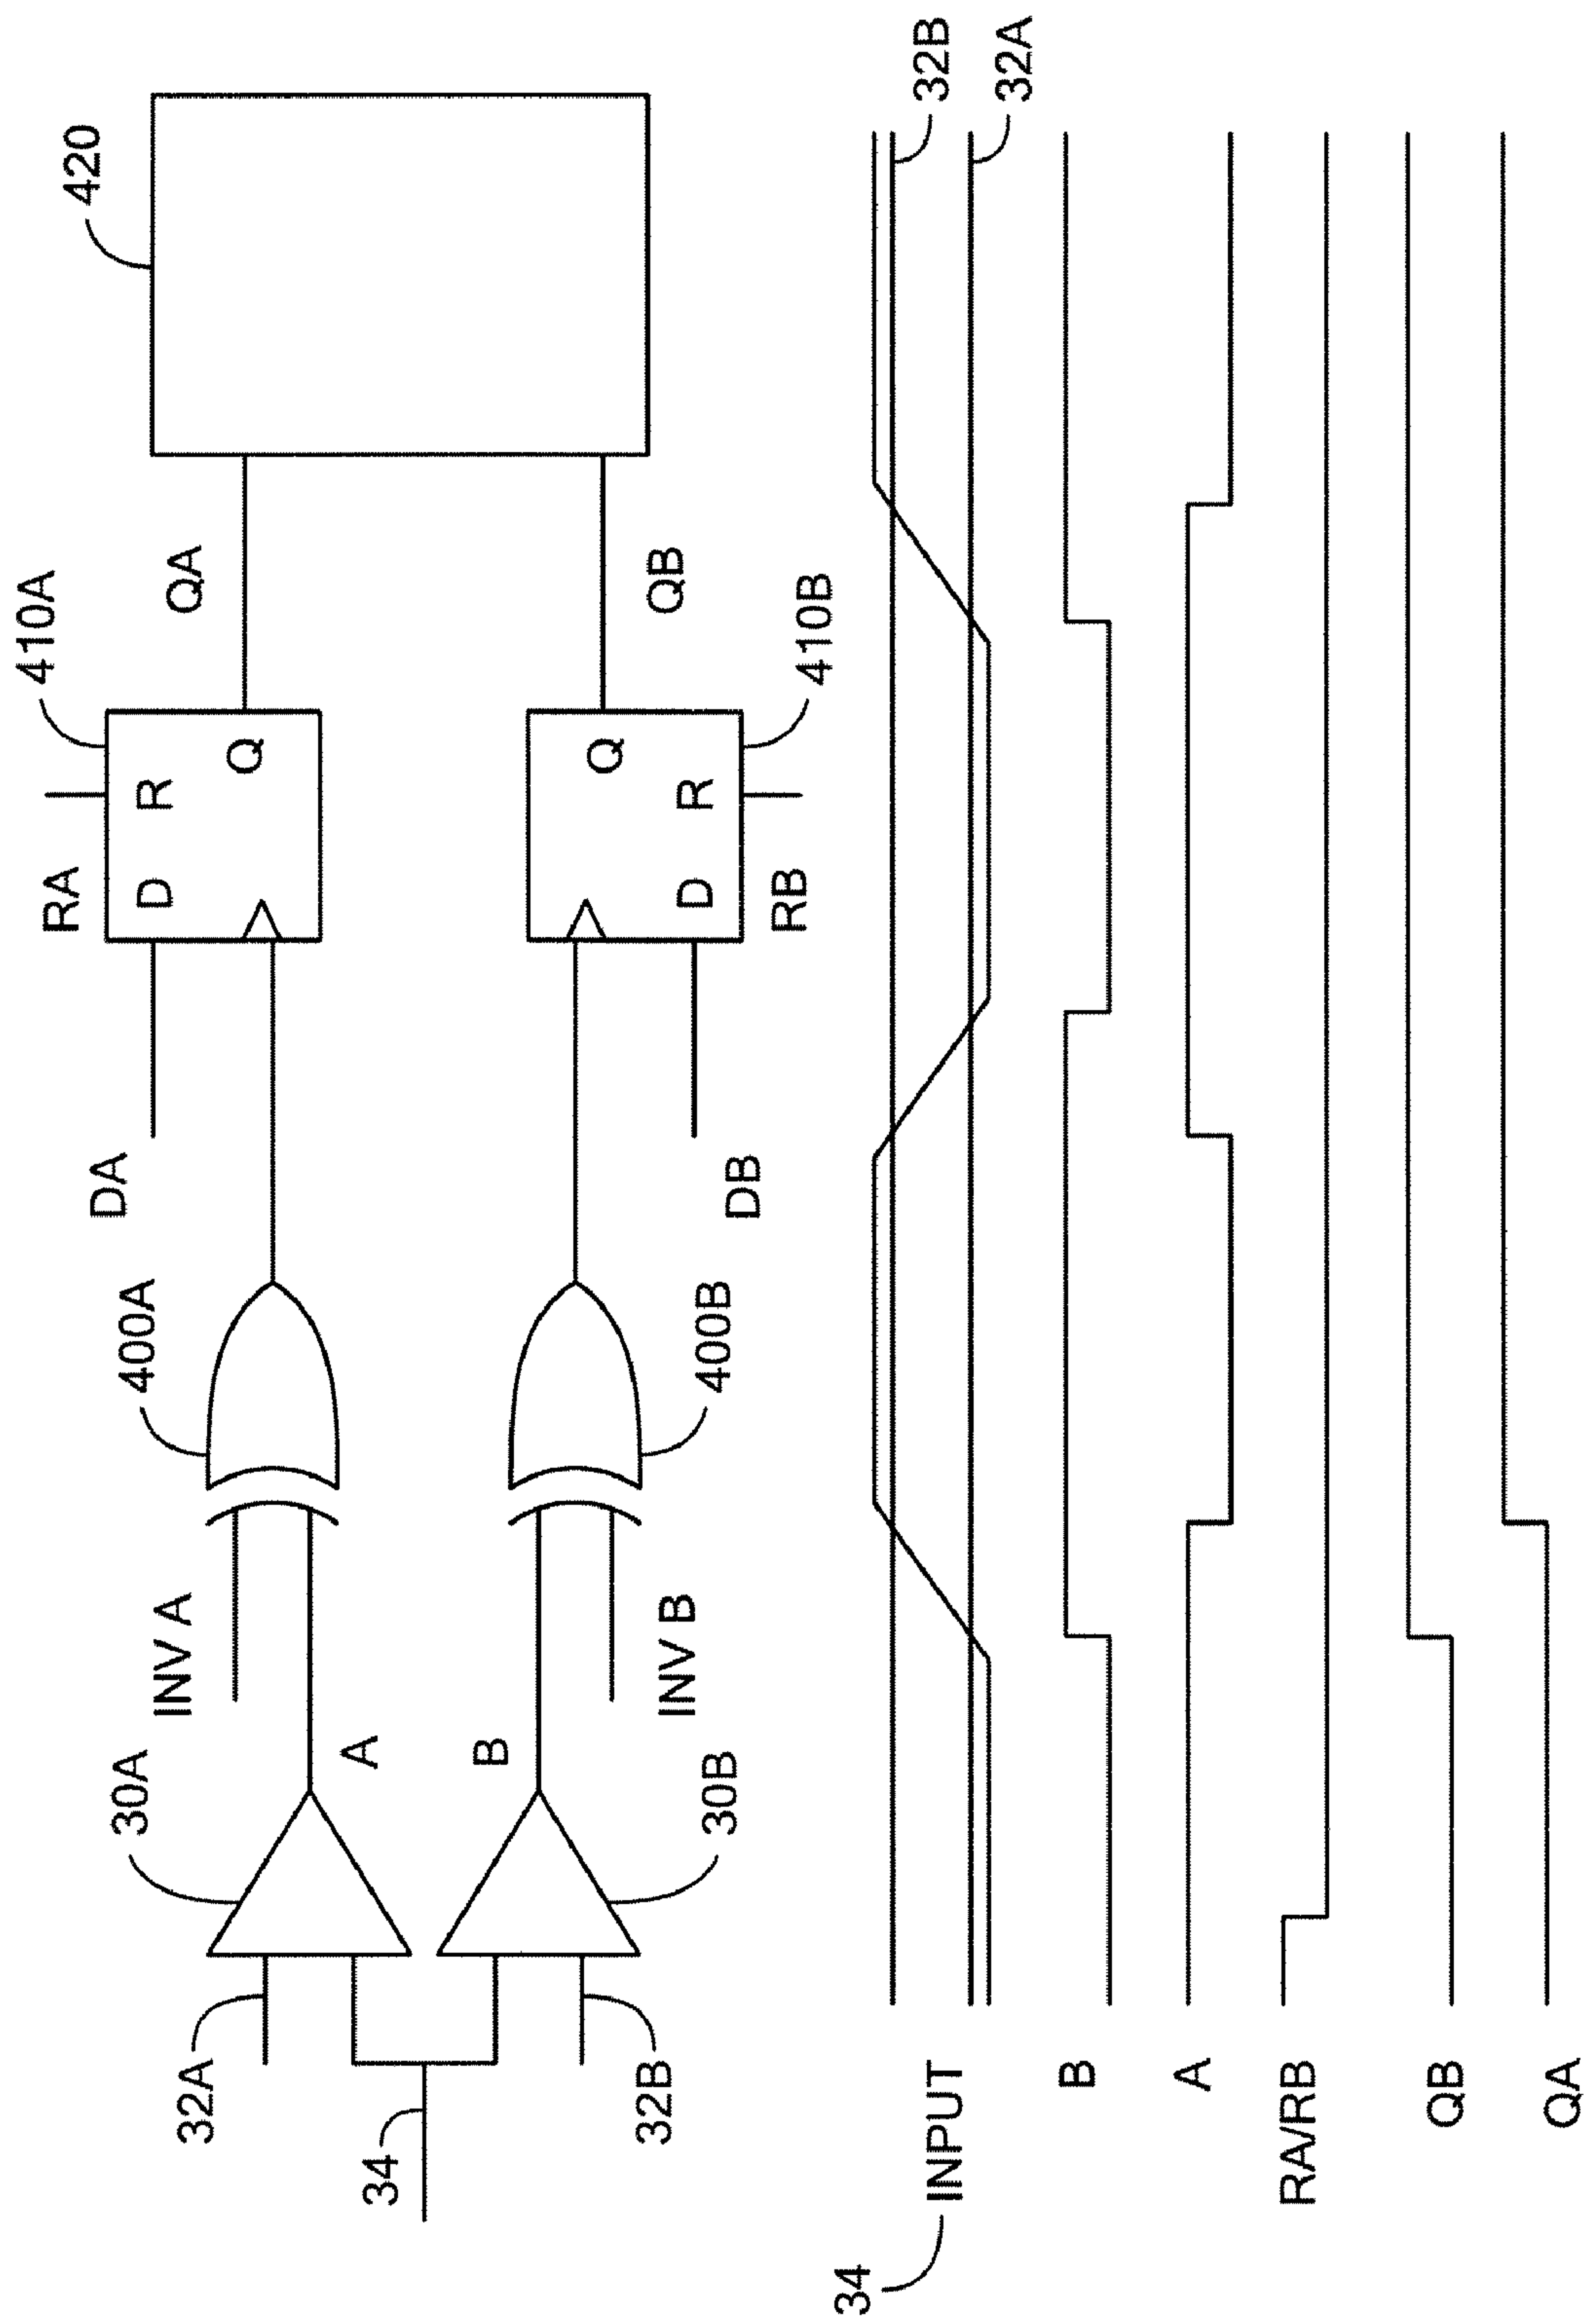 420
410A
RA
R
D
Q
QA
DA
400A
INV A
30A
A
32A
34
32B
B
30B
INV B
400B
DB
Q
R
D
QB
410B
RB
34
INPUT
32B
32A
B
A
RA/RB
QB
QA